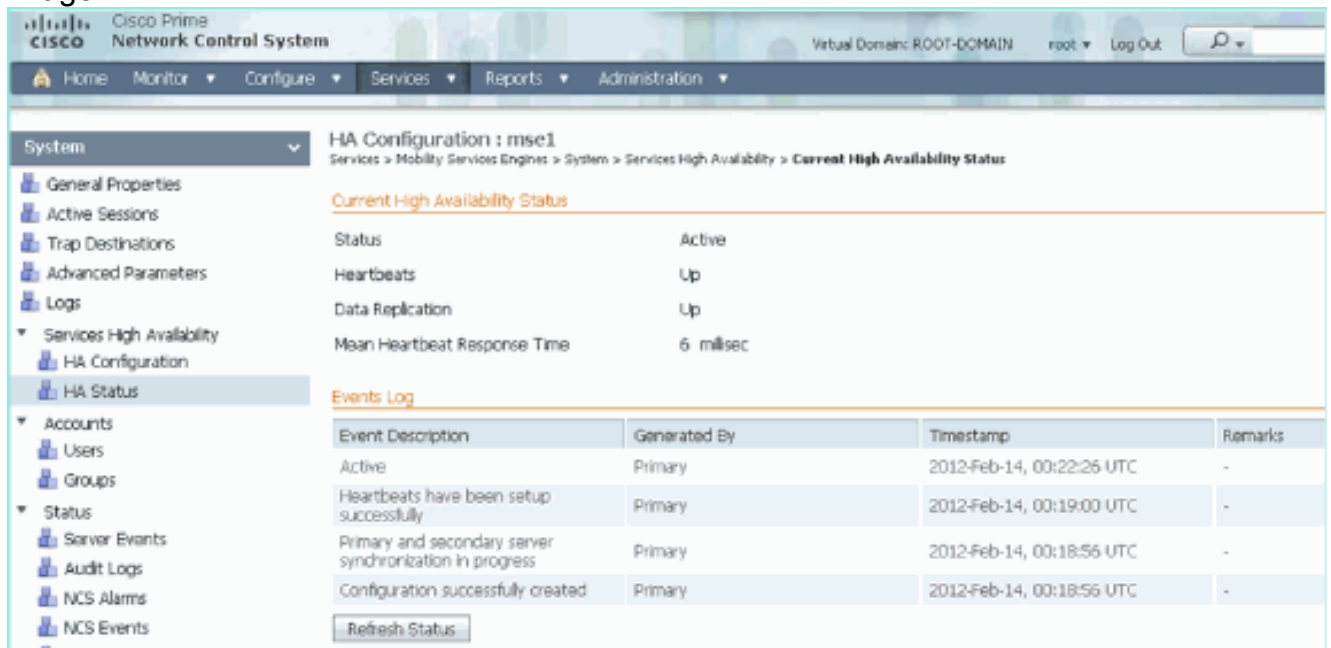 Cisco Prime
CISCO Network Control System
Virtual Domain: ROOT-DOMAIN root Log Out
Home Monitor Configure Services Reports Administration
System
General Properties
Active Sessions
Trap Destinations
Advanced Parameters
Logs
Services High Availability
HA Configuration
HA Status
Accounts
Users
Groups
Status
Server Events
Audit Logs
NCS Alarms
NCS Events
HA Configuration : mse1
Services > Mobility Services Engines > System > Services High Availability > Current High Availability Status
Current High Availability Status
Status Active
Heartbeats Up
Data Replication Up
Mean Heartbeat Response Time 6 millisec
Events Log
Event Description Generated By Timestamp Remarks
Active Primary 2012-Feb-14, 00:22:26 UTC -
Heartbeats have been setup
successfully Primary 2012-Feb-14, 00:19:00 UTC -
Primary and secondary server
synchronization in progress Primary 2012-Feb-14, 00:18:56 UTC -
Configuration successfully created Primary 2012-Feb-14, 00:18:56 UTC -
Refresh Status